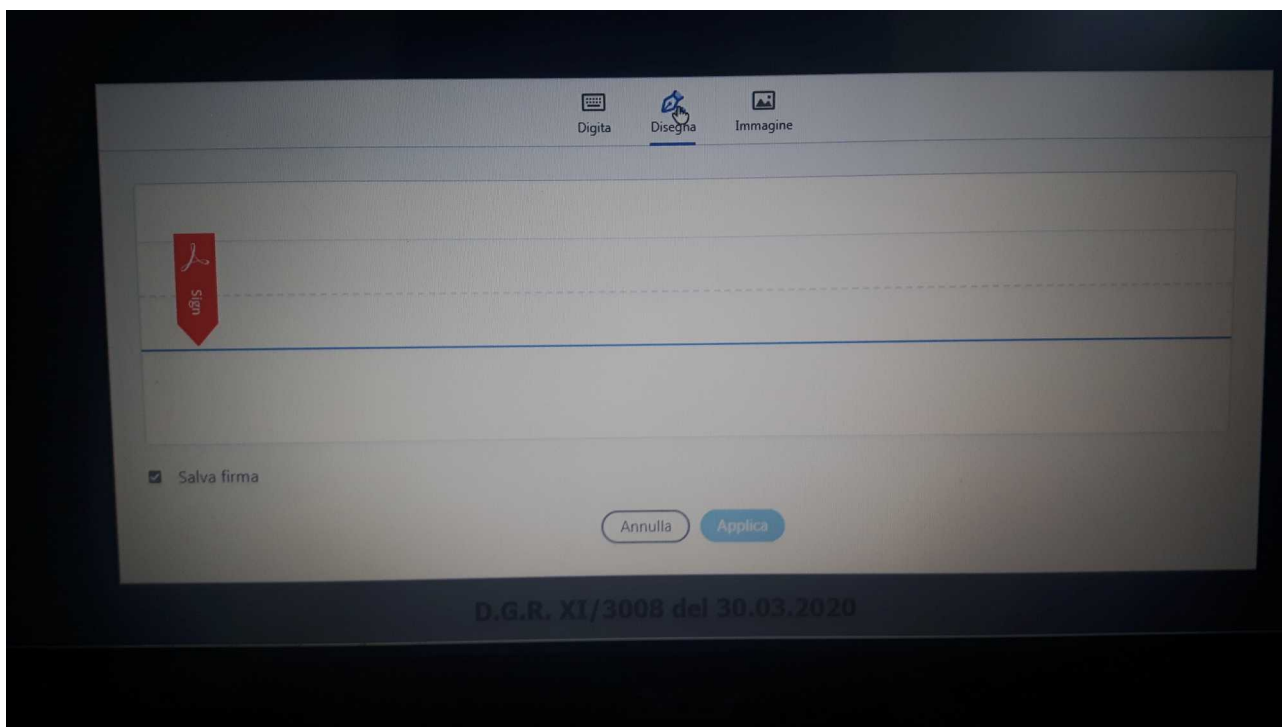 Digita Disegna Immagine
Sign
Salva firma
Annulla Applica
D.G.R. XI/3008 del 30.03.2020